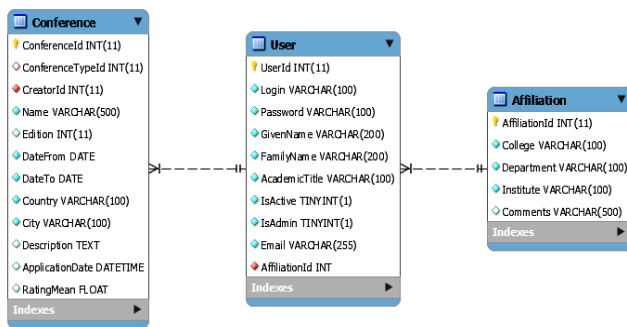 Conference
ConferenceId INT(11)
ConferenceTypeId INT(11)
CreatorId INT(11)
Name VARCHAR(500)
Edition INT(11)
DateFrom DATE
DateTo DATE
Country VARCHAR(100)
City VARCHAR(100)
Description TEXT
ApplicationDate DATETIME
RatingMean FLOAT
Indexes
User
UserId INT(11)
Login VARCHAR(100)
Password VARCHAR(100)
GivenName VARCHAR(200)
FamilyName VARCHAR(200)
AcademicTitle VARCHAR(100)
IsActive TINYINT(1)
IsAdmin TINYINT(1)
Email VARCHAR(255)
AffiliationId INT
Indexes
Affiliation
AffiliationId INT(11)
College VARCHAR(100)
Department VARCHAR(100)
Institute VARCHAR(100)
Comments VARCHAR(500)
Indexes